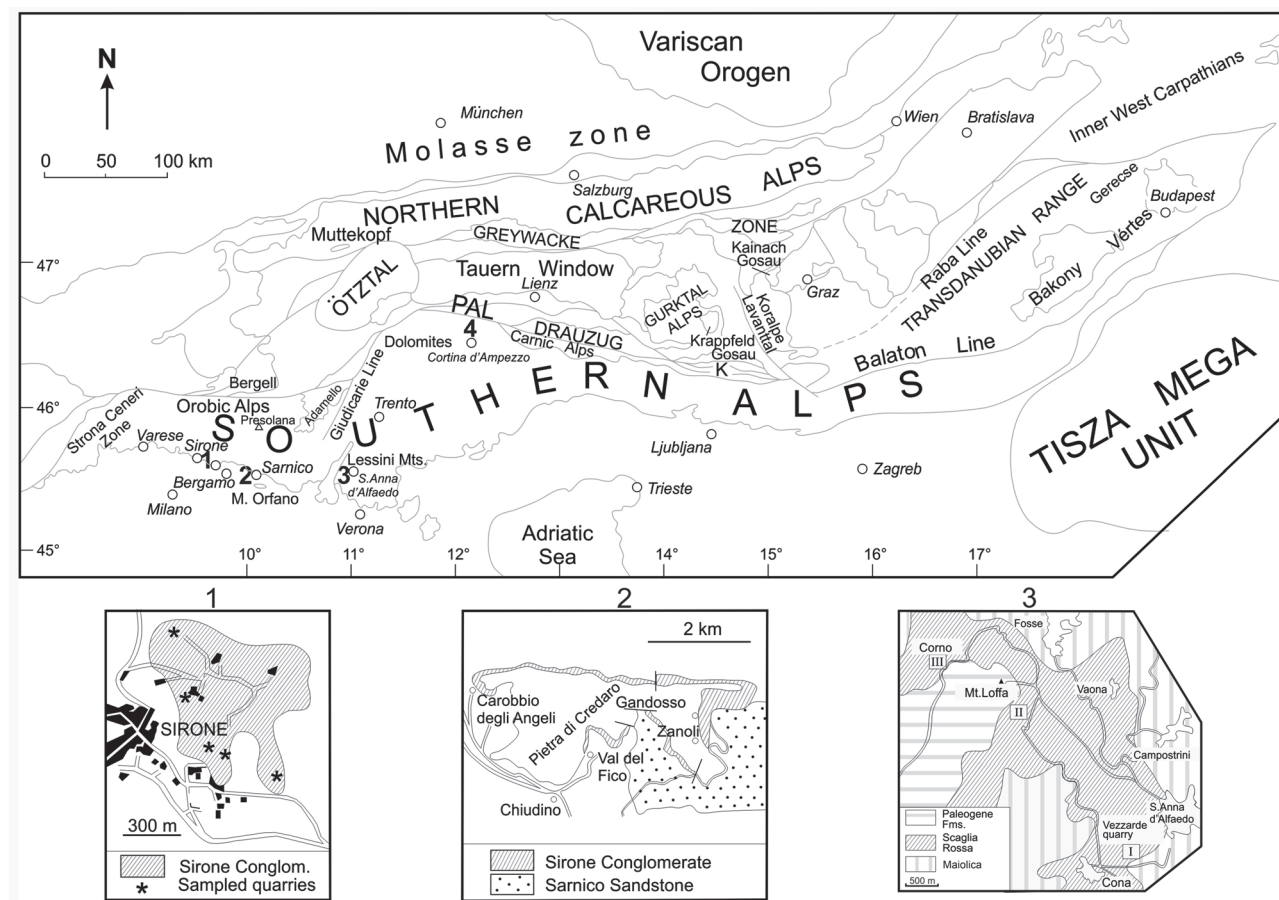 Variscan
Orogen
N
München
Wien
Bratislava
Inner West Carpathians
Molasse zone
0 50 100 km
Salzburg
NORTHERN CALCAREOUS ALPS
Muttekopf
GREYWACKE ZONE
Kainach
Gosau
Gerecse
Budapest
Vértes
Bakony
TRANSDANUBIAN RANGE
Raba Line
47°
ÖTZTAL
Tauern Window
Lienz
GURKTAL
ALPS
Graz
Koralpe
Lavanttal
PAL
4
DRAUZUG
Carnic Alps
Dolomites
Cortina d'Ampezzo
Krappfeld
Gosau
K
Balaton Line
TISZA MEGA
UNIT
SOUTHERN ALPS
46°
Bergell
Orobic Alps
Presolana
Adamello
Giudicarie Line
Trento
Strona Ceneri
Zone
Varese
Sirone
1
Bergamo
2
Sarnico
M. Orfano
Milano
3
Lessini Mts.
S.Anna
d'Alfaedo
Verona
Ljubljana
Zagreb
Trieste
Adriatic
Sea
45°
10° 11° 12° 14° 15° 16° 17°
1
SIRONE
300 m
Sirone Conglom.
* Sampled quarries
2
2 km
Carobbio
degli Angeli
Pietra di Credaro
Gandosso
Zanoli
Val del
Fico
Chiudino
Sirone Conglomerate
Sarnico Sandstone
3
Fosse
Corno
III
Mt.Loffa
II
Vaona
Campostrini
S.Anna
d'Alfaedo
Vezzarde
quarry
I
Cona
Paleogene
Fms.
Scaglia
Rossa
Maiolica
500 m